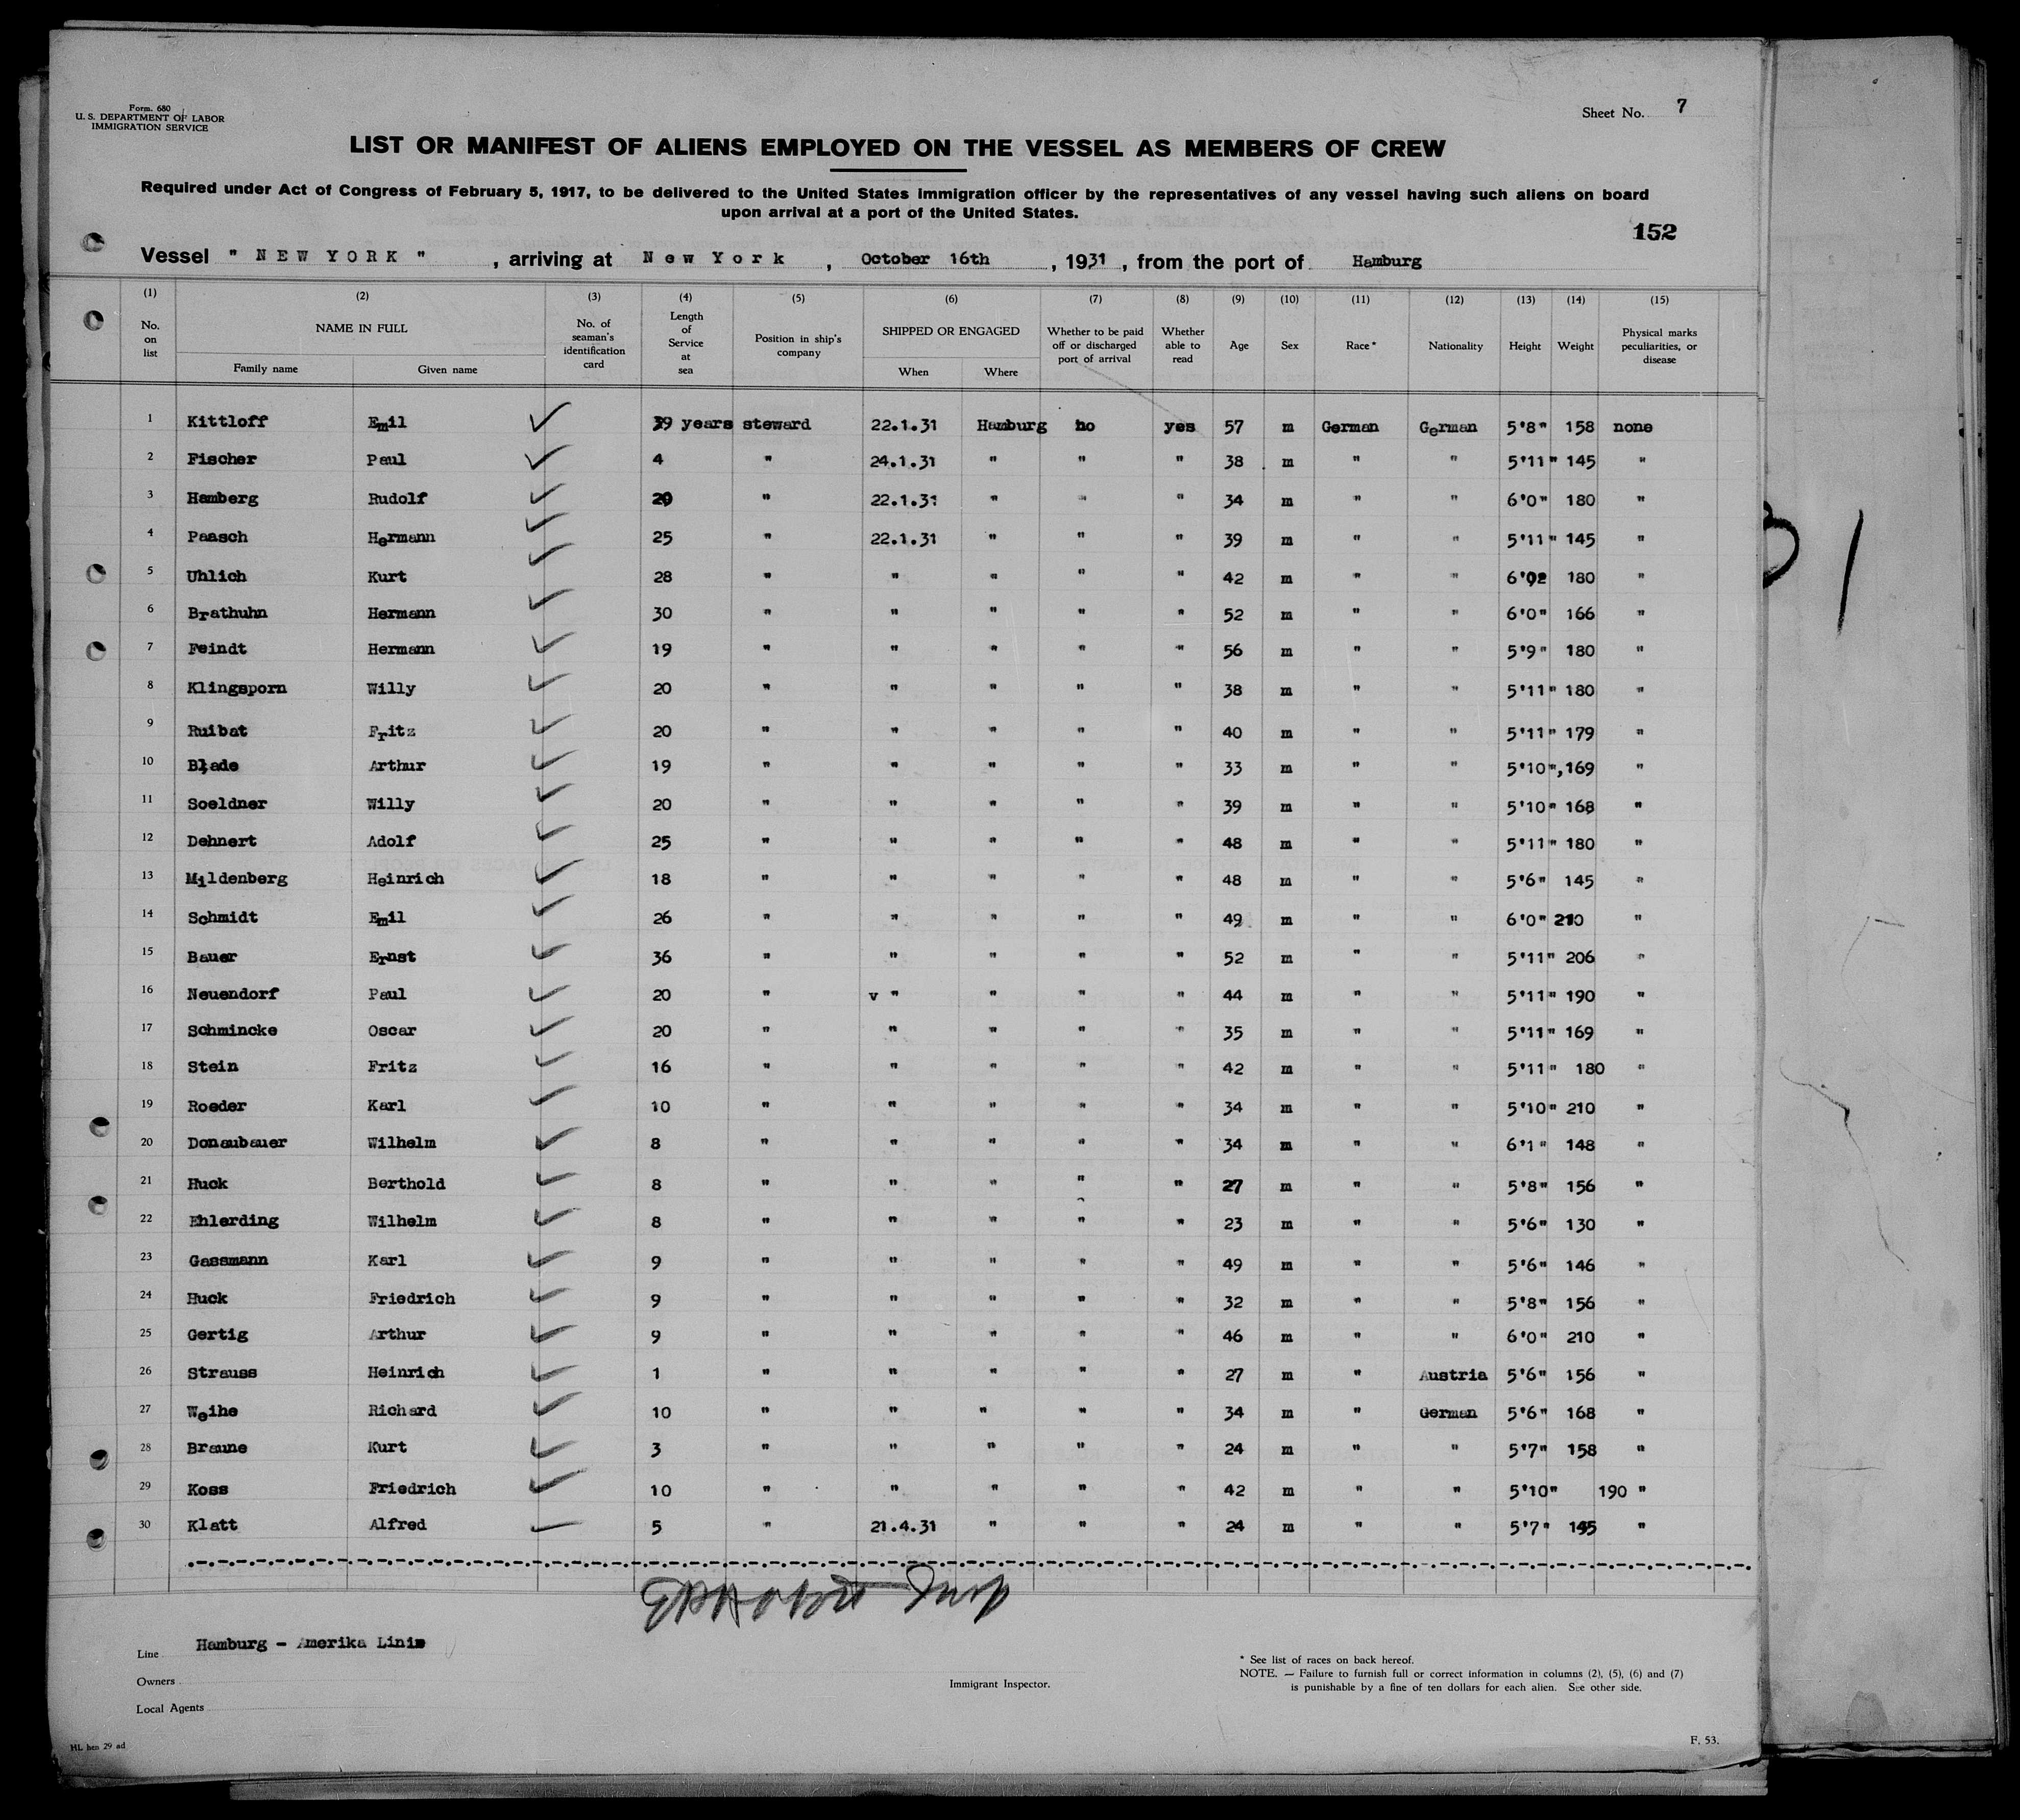 Form. 680
U. S. DEPARTMENT OF LABOR
IMMIGRATION SERVICE
Sheet No. 7
LIST OR MANIFEST OF ALIENS EMPLOYED ON THE VESSEL AS MEMBERS OF CREW
Required under Act of Congress of February 5, 1917, to be delivered to the United States immigration officer by the representatives of any vessel having such aliens on board
upon arrival at a port of the United States.
152
Vessel " NEW YORK " , arriving at New York , October 16th , 1931 , from the port of Hamburg
(1) (2) (3) (4) (5) (6) (7) (8) (9) (10) (11) (12) (13) (14) (15)
No. on list NAME IN FULL Family name Given name No. of seaman's identification card Length of Service at sea Position in ship's company SHIPPED OR ENGAGED When Where Whether to be paid off or discharged port of arrival Whether able to read Age Sex Race* Nationality Height Weight Physical marks peculiarities, or disease
1 Kittloff Emil 39 years steward 22.1.31 Hamburg no yes 57 m German German 5'8" 158 none
2 Fischer Paul 4 " 24.1.31 " " " 38 m " " 5'11" 145 "
3 Hamberg Rudolf 20 " 22.1.31 " " " 34 m " " 6'0" 180 "
4 Paasch Hermann 25 " 22.1.31 " " " 39 m " " 5'11" 145 "
5 Uhlich Kurt 28 " " " " " 42 m " " 6'02 180 "
6 Brathuhn Hermann 30 " " " " " 52 m " " 6'0" 166 "
7 Feindt Hermann 19 " " " " " 56 m " " 5'9" 180 "
8 Klingsporn Willy 20 " " " " " 38 m " " 5'11" 180 "
9 Ruibat Fritz 20 " " " " " 40 m " " 5'11" 179 "
10 Blade Arthur 19 " " " " " 33 m " " 5'10", 169 "
11 Soeldner Willy 20 " " " " " 39 m " " 5'10" 168 "
12 Dehnert Adolf 25 " " " " " 48 m " " 5'11" 180 "
13 Mildenberg Heinrich 18 " " " " " 48 m " " 5'6" 145 "
14 Schmidt Emil 26 " " " " " 49 m " " 6'0" 210 "
15 Bauer Ernst 36 " " " " " 52 m " " 5'11" 206 "
16 Neuendorf Paul 20 " v " " " " 44 m " " 5'11" 190 "
17 Schmincke Oscar 20 " " " " " 35 m " " 5'11" 169 "
18 Stein Fritz 16 " " " " " 42 m " " 5'11" 180 "
19 Roeder Karl 10 " " " " " 34 m " " 5'10" 210 "
20 Donaubauer Wilhelm 8 " " " " " 34 m " " 6'1" 148 "
21 Huck Berthold 8 " " " " " 27 m " " 5'8" 156 "
22 Ehlerding Wilhelm 8 " " " " " 23 m " " 5'6" 130 "
23 Gassmann Karl 9 " " " " " 49 m " " 5'6" 146 "
24 Huck Friedrich 9 " " " " " 32 m " " 5'8" 156 "
25 Gertig Arthur 9 " " " " " 46 m " " 6'0" 210 "
26 Strauss Heinrich 1 " " " " " 27 m " Austria 5'6" 156 "
27 Weihe Richard 10 " " " " " 34 m " German 5'6" 168 "
28 Braune Kurt 3 " " " " " 24 m " " 5'7" 158 "
29 Koss Friedrich 10 " " " " " 42 m " " 5'10" 190 "
30 Klatt Alfred 5 " 21.4.31 " " " 24 m " " 5'7" 145 "
Line Hamburg - Amerika Linie
Owners
Local Agents
Immigrant Inspector.
* See list of races on back hereof.
NOTE. — Failure to furnish full or correct information in columns (2), (5), (6) and (7)
is punishable by a fine of ten dollars for each alien. See other side.
HL hen 29 ad
F. 53.